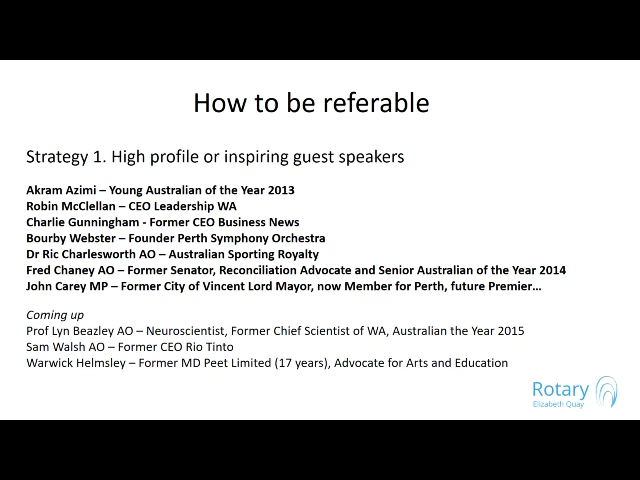 How to be referable
Strategy 1. High profile or inspiring guest speakers
Akram Azimi – Young Australian of the Year 2013
Robin McClellan – CEO Leadership WA
Charlie Gunningham - Former CEO Business News
Bourby Webster – Founder Perth Symphony Orchestra
Dr Ric Charlesworth AO – Australian Sporting Royalty
Fred Chaney AO – Former Senator, Reconciliation Advocate and Senior Australian of the Year 2014
John Carey MP – Former City of Vincent Lord Mayor, now Member for Perth, future Premier…
Coming up
Prof Lyn Beazley AO – Neuroscientist, Former Chief Scientist of WA, Australian the Year 2015
Sam Walsh AO – Former CEO Rio Tinto
Warwick Helmsley – Former MD Peet Limited (17 years), Advocate for Arts and Education
Rotary
Elizabeth Quay